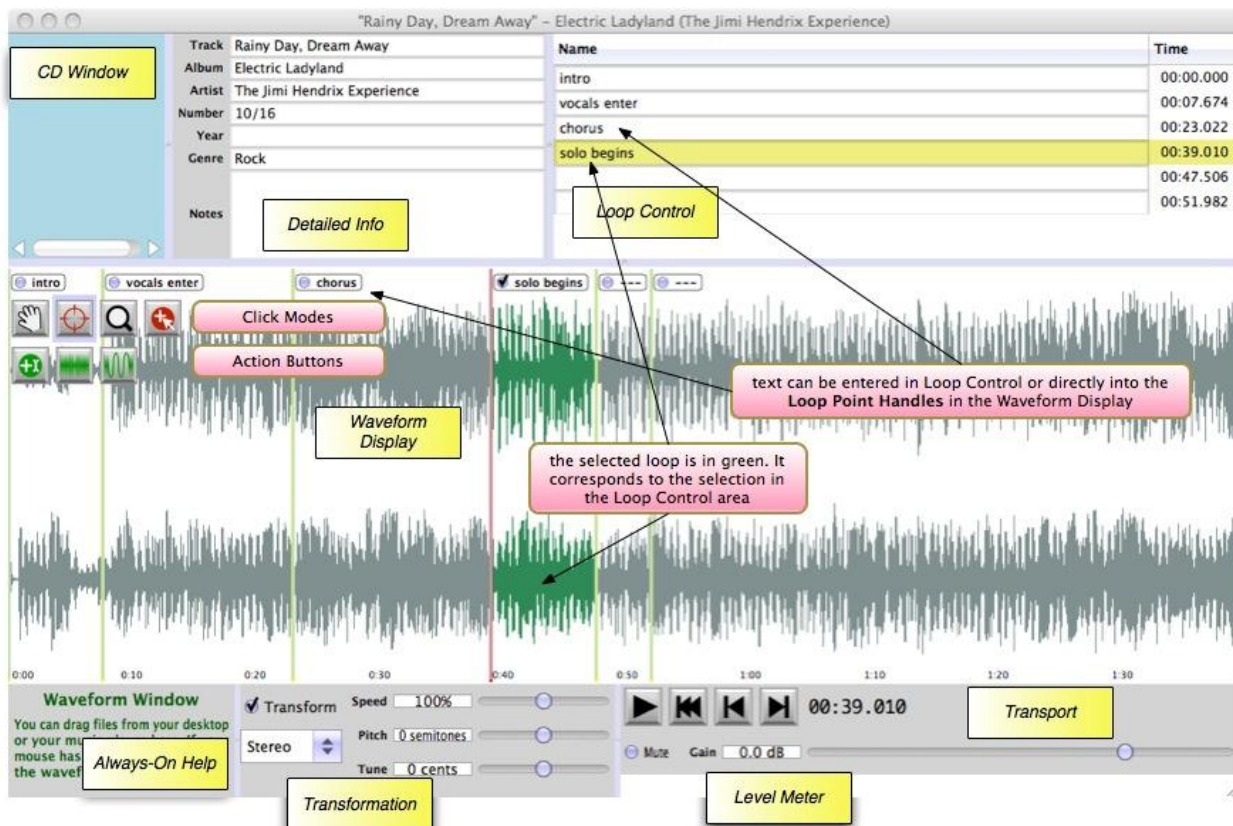 "Rainy Day, Dream Away" – Electric Ladyland (The Jimi Hendrix Experience)
CD Window
Track Rainy Day, Dream Away
Album Electric Ladyland
Artist The Jimi Hendrix Experience
Number 10/16
Year
Genre Rock
Notes
Detailed Info
Name Time
intro 00:00.000
vocals enter 00:07.674
chorus 00:23.022
solo begins 00:39.010
00:47.506
00:51.982
Loop Control
intro vocals enter chorus solo begins --- ---
Click Modes
Action Buttons
Waveform
Display
text can be entered in Loop Control or directly into the
Loop Point Handles in the Waveform Display
the selected loop is in green. It
corresponds to the selection in
the Loop Control area
0:00 0:10 0:20 0:30 0:40 0:50 1:00 1:10 1:20 1:30
Waveform Window
You can drag files from your desktop
or your
mouse has
the
Always-On Help
Transform
Stereo
Speed 100%
Pitch 0 semitones
Tune 0 cents
Transformation
00:39.010
Transport
Mute Gain 0.0 dB
Level Meter